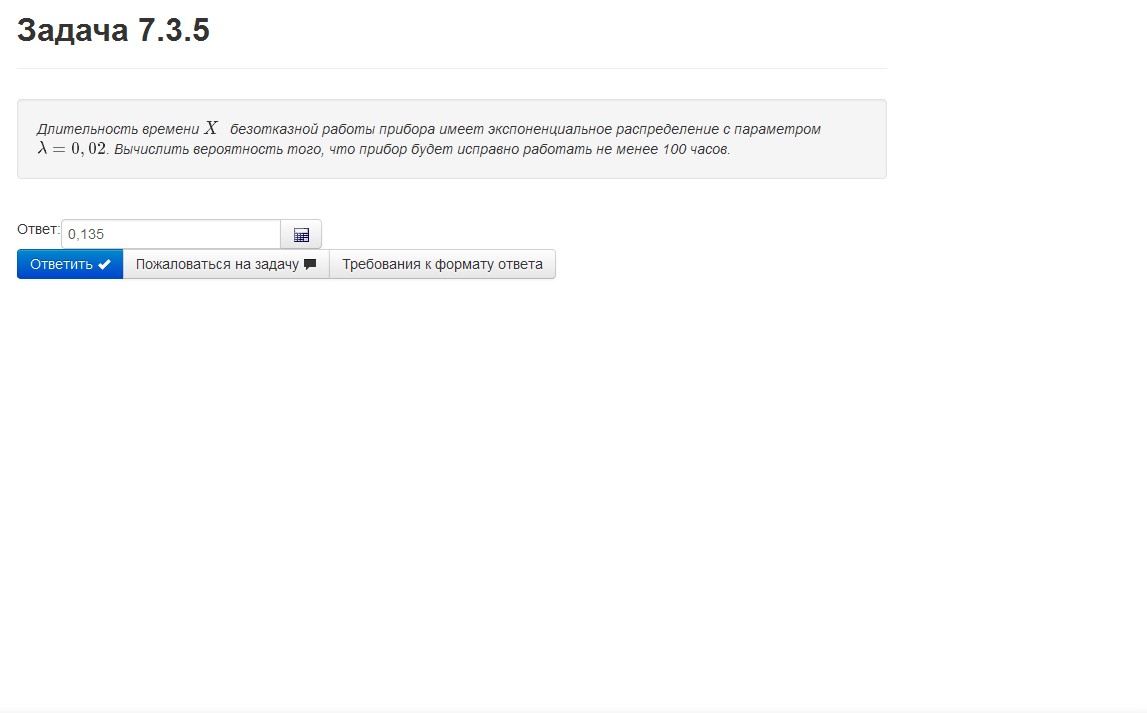 Задача 7.3.5
Длительность времени X безотказной работы прибора имеет экспоненциальное распределение с параметром
λ = 0, 02. Вычислить вероятность того, что прибор будет исправно работать не менее 100 часов.
Ответ: 0,135
Ответить Пожаловаться на задачу Требования к формату ответа